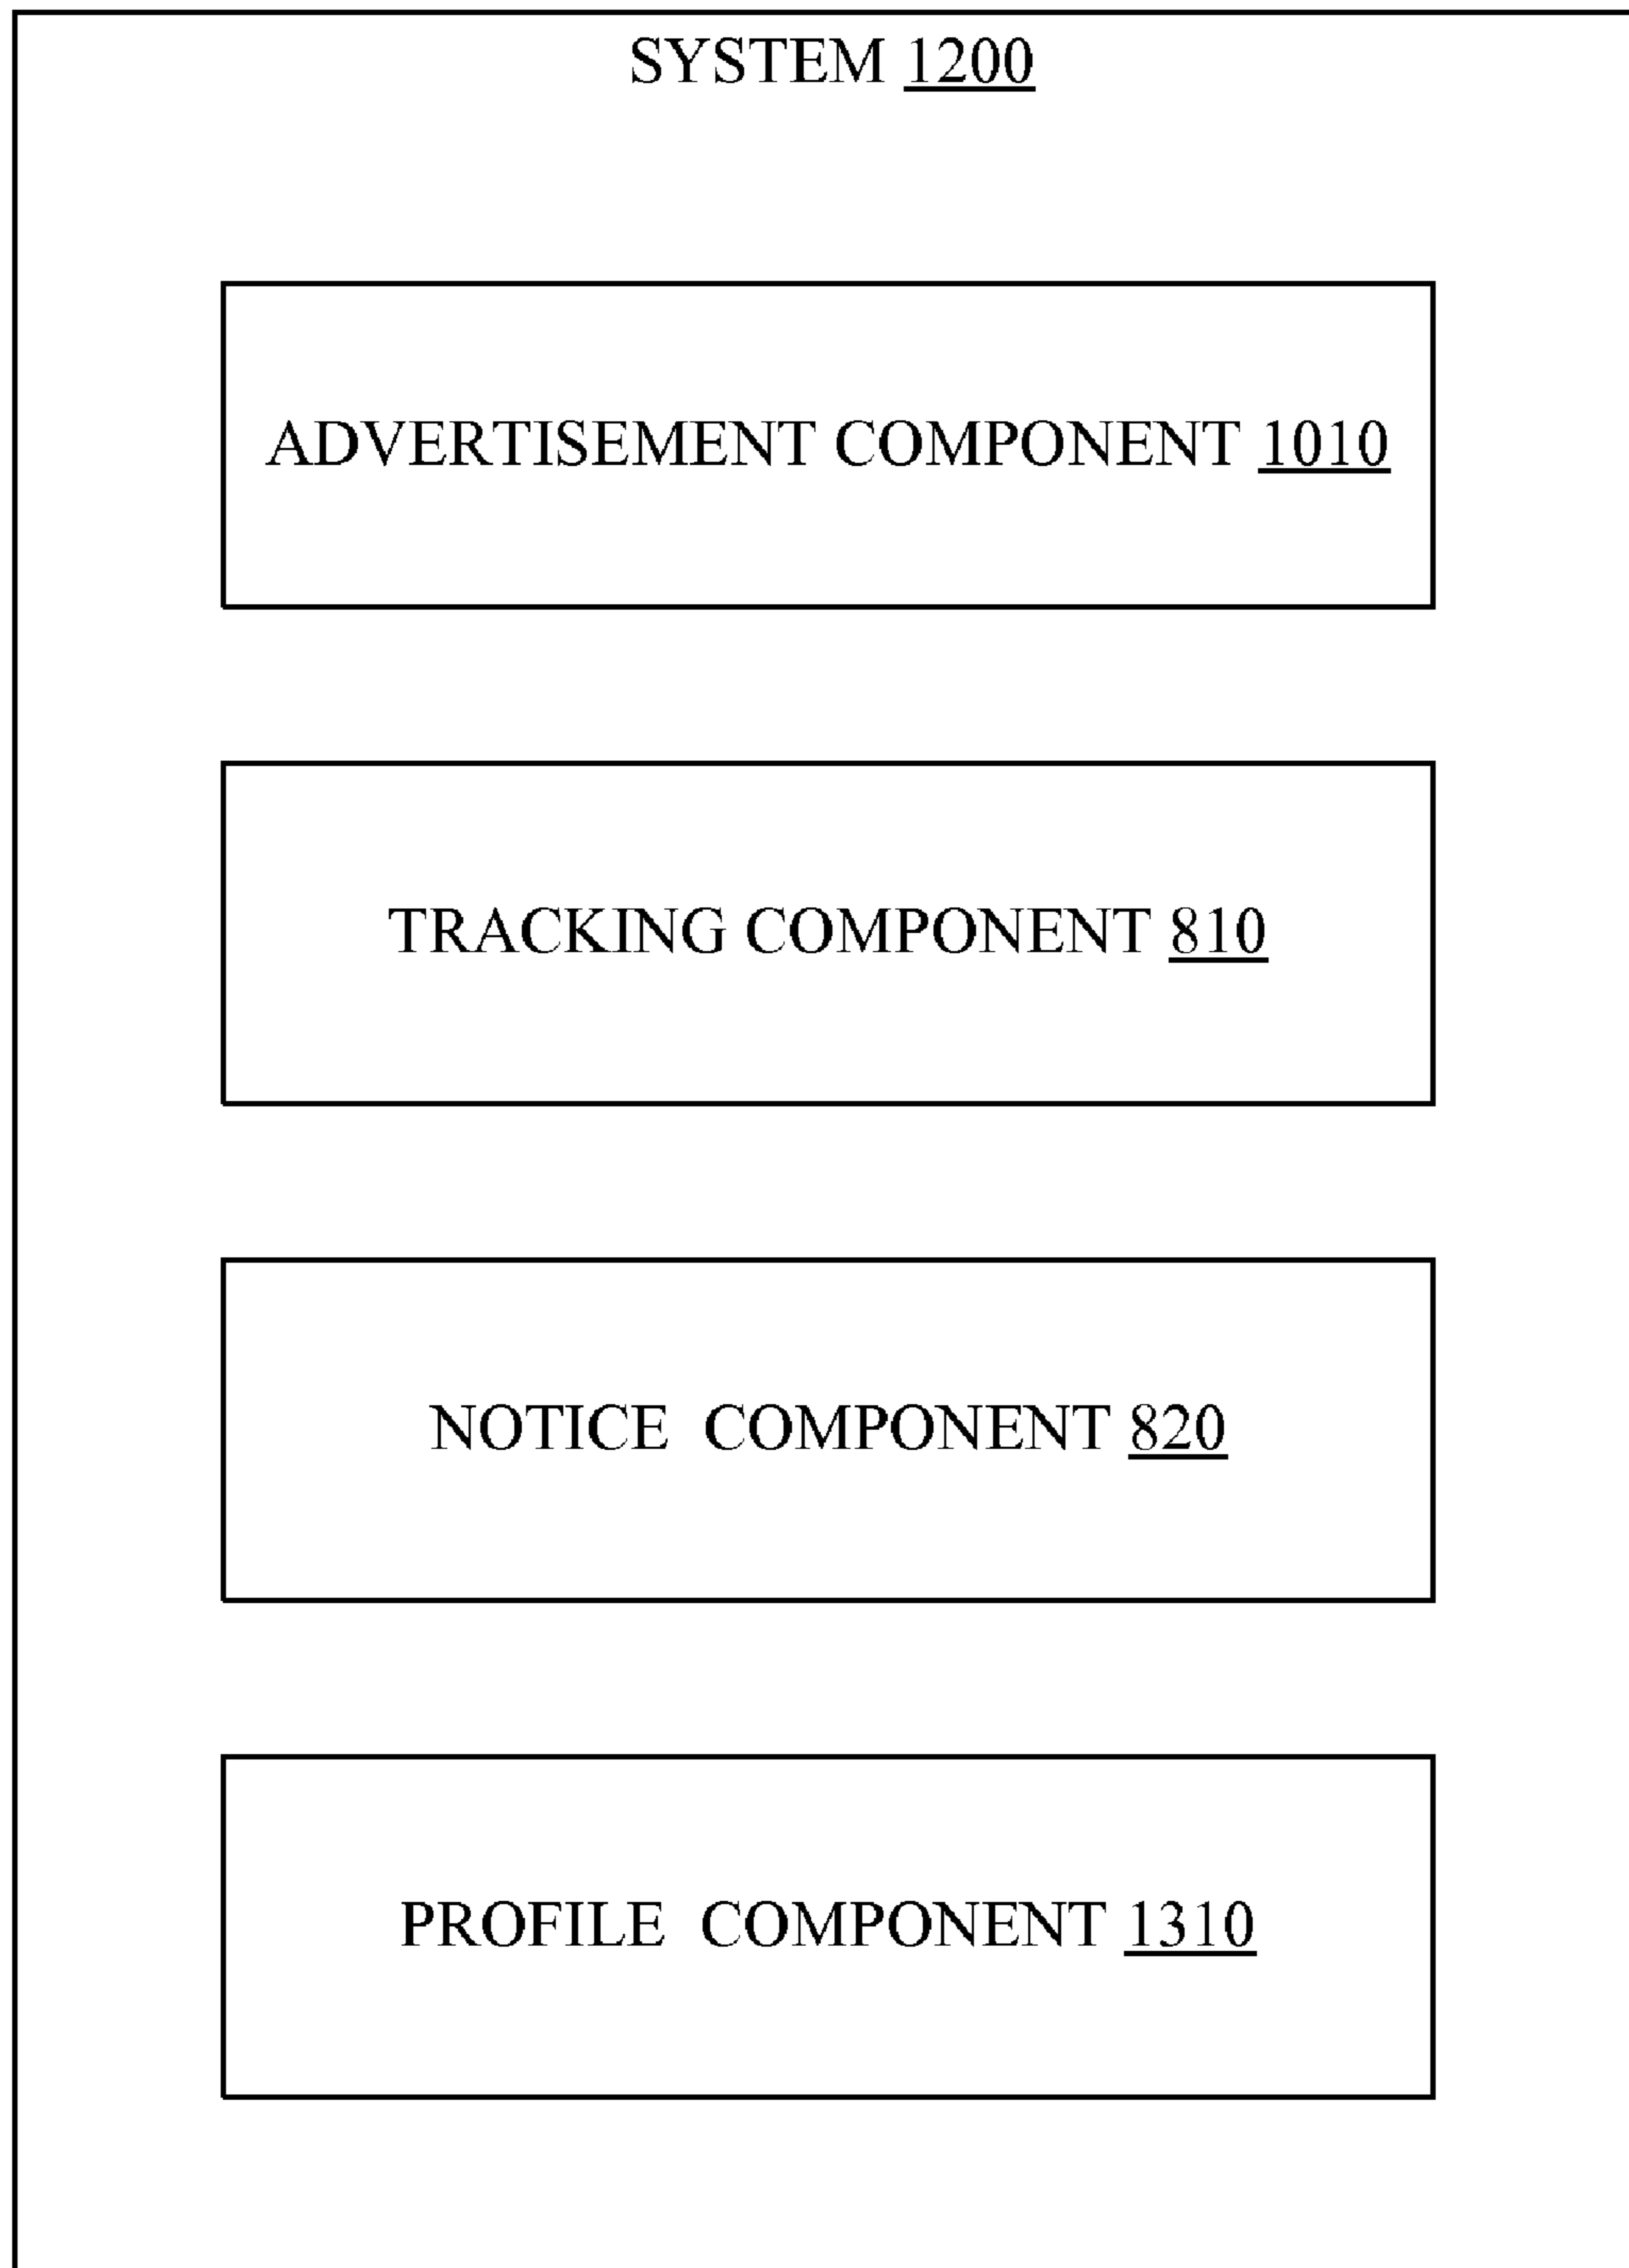 SYSTEM 1200
ADVERTISEMENT COMPONENT 1010
TRACKING COMPONENT 810
NOTICE COMPONENT 820
PROFILE COMPONENT 1310